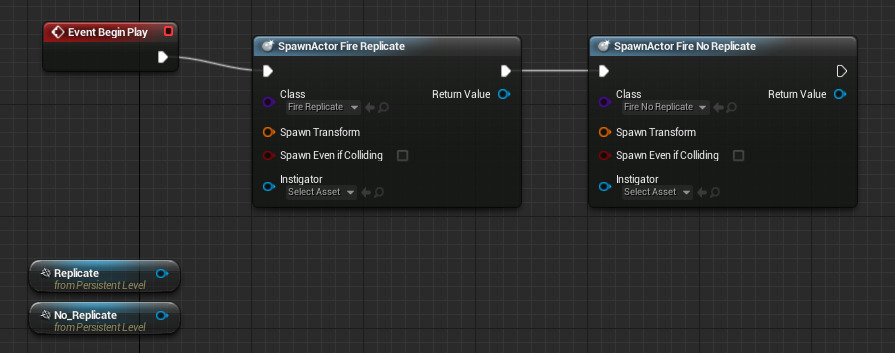 Event Begin Play
SpawnActor Fire Replicate
Class
Fire Replicate
Return Value
Spawn Transform
Spawn Even if Colliding
Instigator
Select Asset
SpawnActor Fire No Replicate
Class
Fire No Replicate
Return Value
Spawn Transform
Spawn Even if Colliding
Instigator
Select Asset
Replicate
from Persistent Level
No_Replicate
from Persistent Level